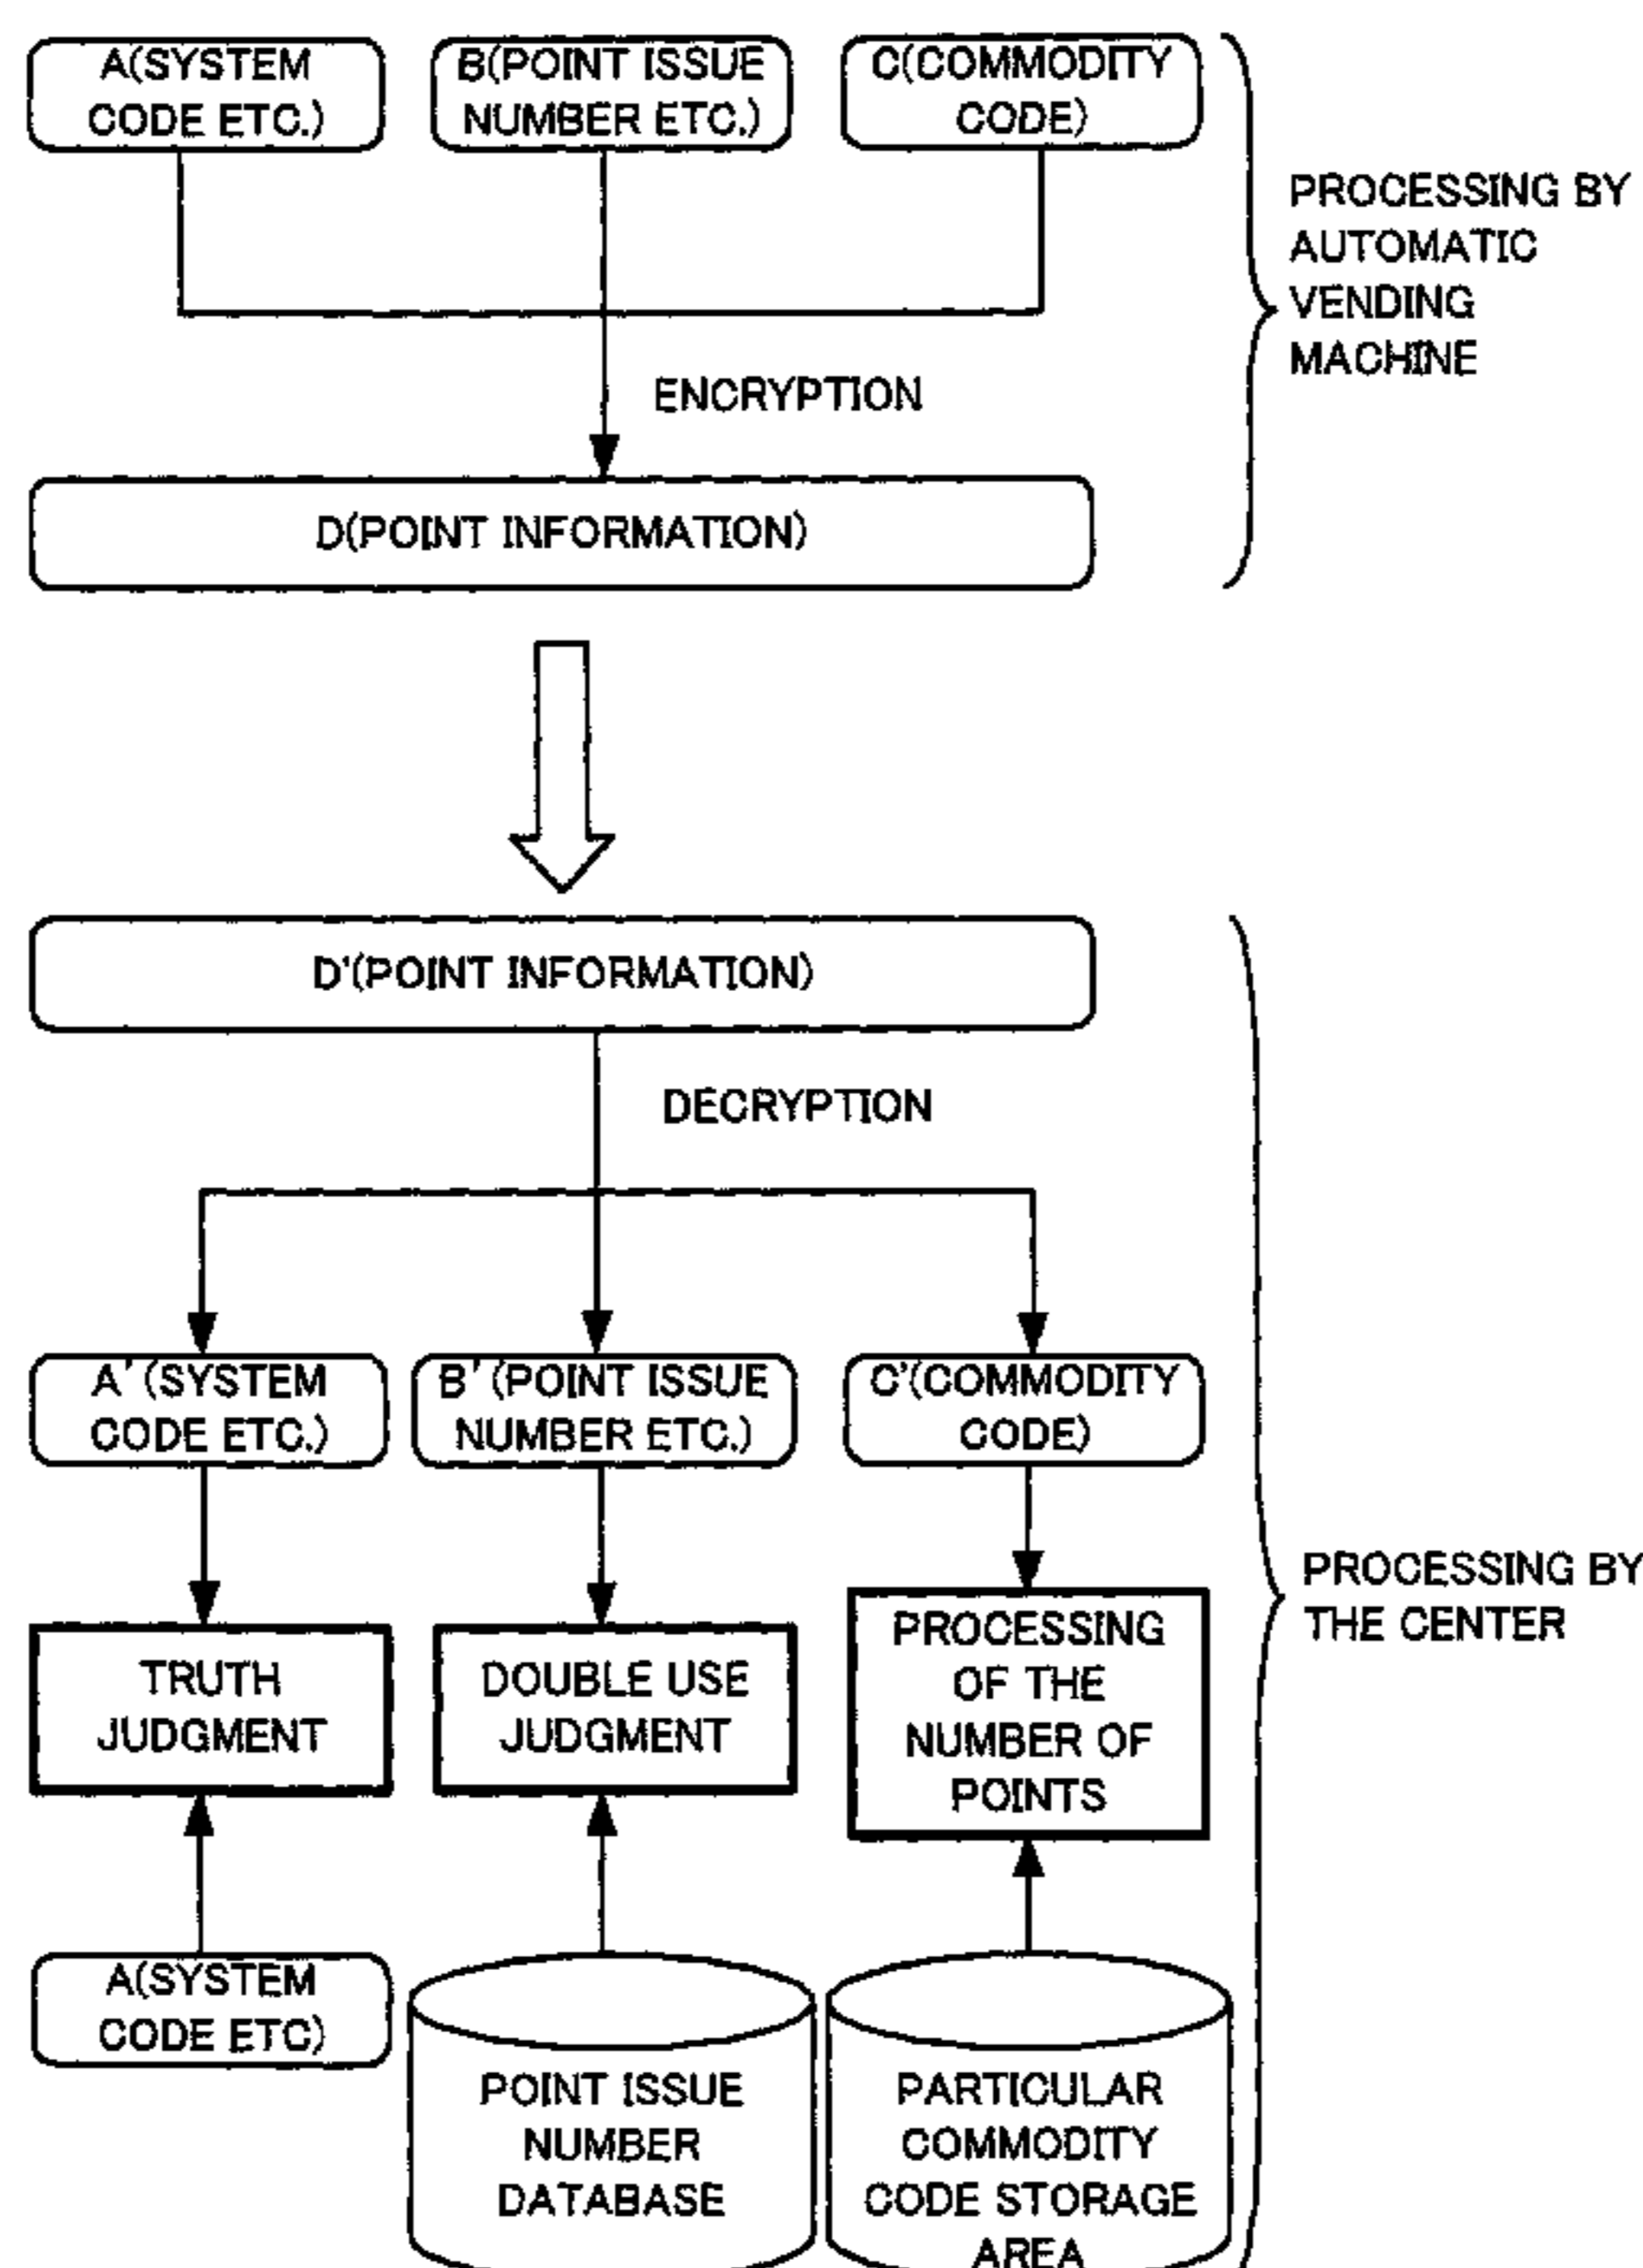 A(SYSTEM
CODE ETC.)
B(POINT ISSUE
NUMBER ETC.)
C(COMMODITY
CODE)
PROCESSING BY
AUTOMATIC
VENDING
MACHINE
ENCRYPTION
D(POINT INFORMATION)
D'(POINT INFORMATION)
DECRYPTION
A'(SYSTEM
CODE ETC.)
B'(POINT ISSUE
NUMBER ETC.)
C'(COMMODITY
CODE)
PROCESSING BY
THE CENTER
TRUTH
JUDGMENT
DOUBLE USE
JUDGMENT
PROCESSING
OF THE
NUMBER OF
POINTS
A(SYSTEM
CODE ETC)
POINT ISSUE
NUMBER
DATABASE
PARTICULAR
COMMODITY
CODE STORAGE
AREA